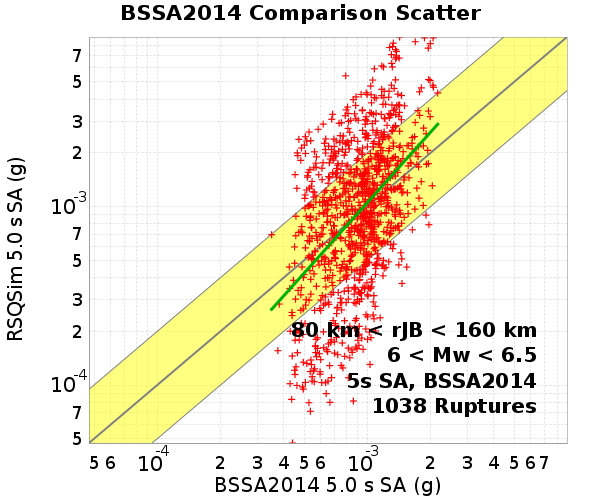 BSSA2014 Comparison Scatter
RSQSim 5.0 s SA (g)
7
5
3
2
10-3
7
5
3
2
10-4
7
5
80 km < rJB < 160 km
6 < Mw < 6.5
5s SA, BSSA2014
1038 Ruptures
5 6 10-4 2 3 4 5 6 10-3 2 3 4 5 6 7
BSSA2014 5.0 s SA (g)